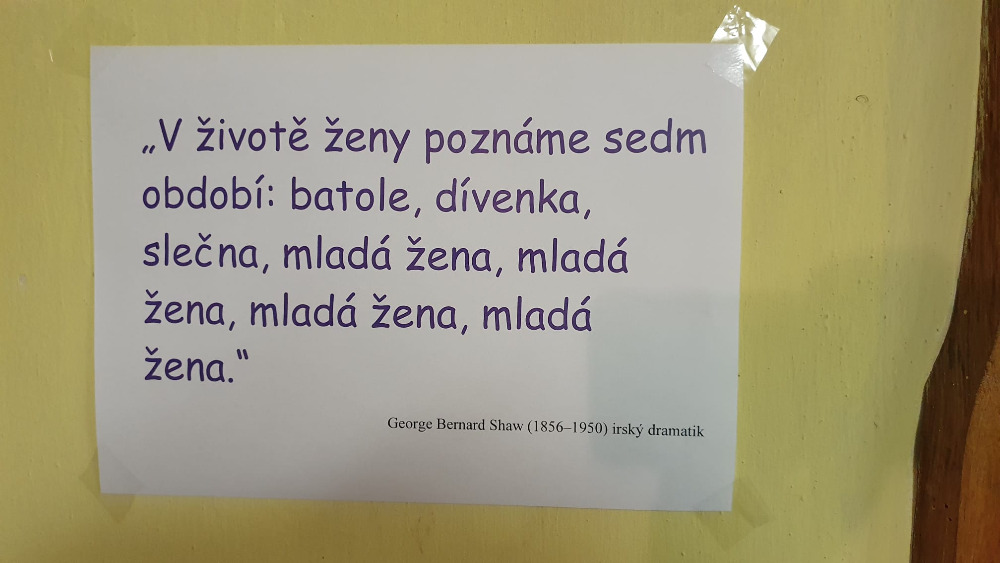 „V životě ženy poznáme sedm
období: batole, dívenka,
slečna, mladá žena, mladá
žena, mladá žena, mladá
žena.“
George Bernard Shaw (1856–1950) irský dramatik